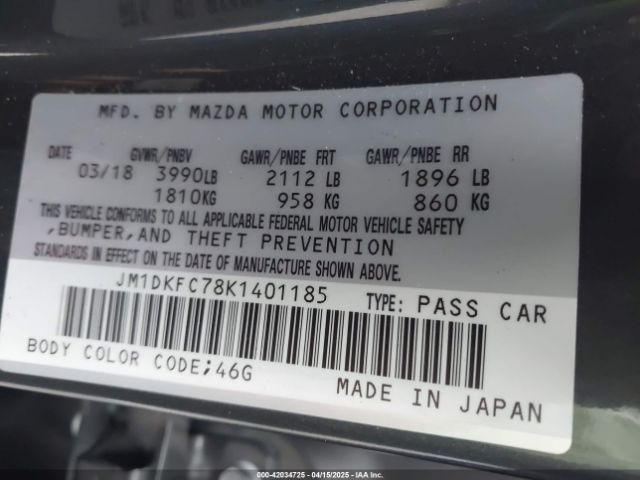 MFD. BY MAZDA MOTOR CORPORATION
DATE GVWR/PNBV GAWR/PNBE FRT GAWR/PNBE RR
03/18 3990LB 2112 LB 1896 LB
1810KG 958 KG 860 KG
THIS VEHICLE CONFORMS TO ALL APPLICABLE FEDERAL MOTOR VEHICLE SAFETY
,BUMPER,AND THEFT PREVENTION
STANDARDS IN EFFECT ON THE DATE OF MANUFACTURE SHOWN ABOVE.
JM1DKFC78K1401185 TYPE: PASS CAR
BODY COLOR CODE;46G
MADE IN JAPAN
000-42034725 - 04/15/2025 - IAA Inc.